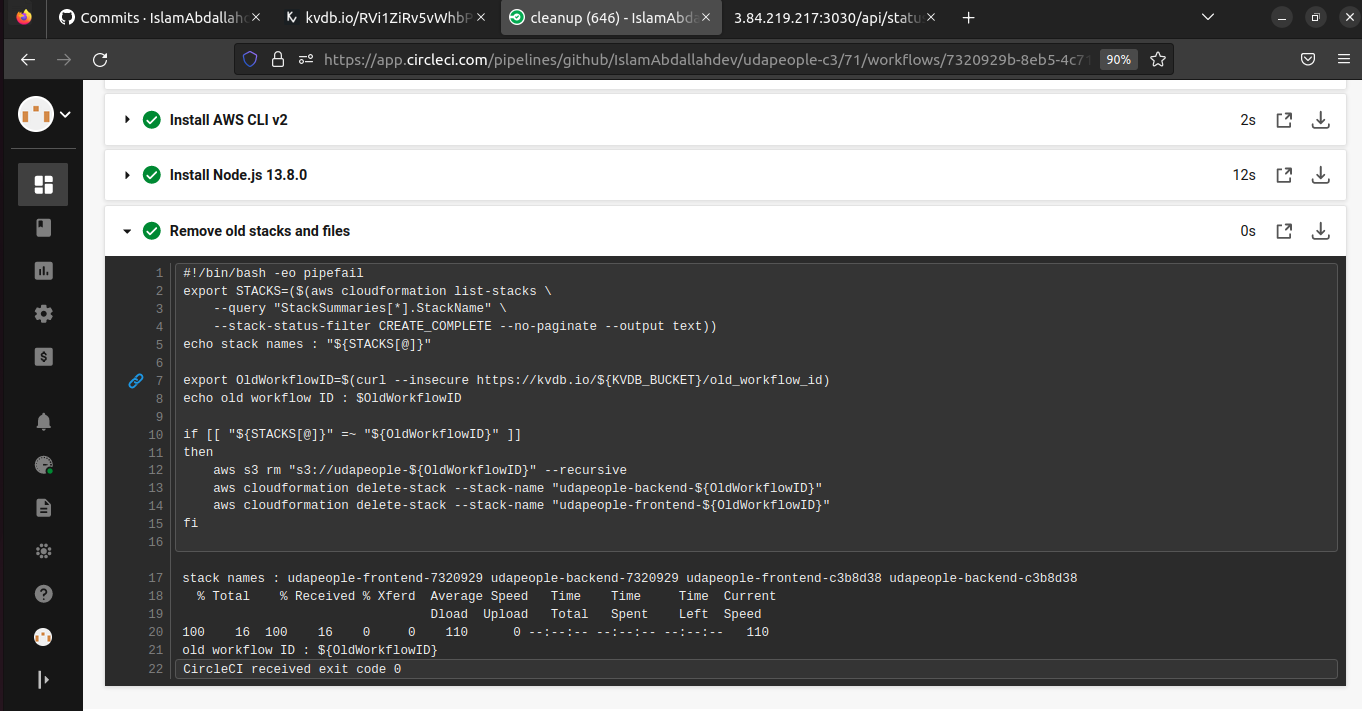 Commits · IslamAbdallah
kvdb.io/RVi1ZiRv5vWhbP
cleanup (646) - IslamAbda
3.84.219.217:3030/api/statu
https://app.circleci.com/pipelines/github/IslamAbdallahdev/udapeople-c3/71/workflows/7320929b-8eb5-4c71
90%
Install AWS CLI v2
2s
Install Node.js 13.8.0
12s
Remove old stacks and files
0s
1 #!/bin/bash -eo pipefail
2 export STACKS=($(aws cloudformation list-stacks \
3     --query "StackSummaries[*].StackName" \
4     --stack-status-filter CREATE_COMPLETE --no-paginate --output text))
5 echo stack names : "${STACKS[@]}"
6
7 export OldWorkflowID=$(curl --insecure https://kvdb.io/${KVDB_BUCKET}/old_workflow_id)
8 echo old workflow ID : $OldWorkflowID
9
10 if [[ "${STACKS[@]}" =~ "${OldWorkflowID}" ]]
11 then
12     aws s3 rm "s3://udapeople-${OldWorkflowID}" --recursive
13     aws cloudformation delete-stack --stack-name "udapeople-backend-${OldWorkflowID}"
14     aws cloudformation delete-stack --stack-name "udapeople-frontend-${OldWorkflowID}"
15 fi
16
17 stack names : udapeople-frontend-7320929 udapeople-backend-7320929 udapeople-frontend-c3b8d38 udapeople-backend-c3b8d38
18   % Total    % Received % Xferd  Average Speed   Time    Time     Time  Current
19                                  Dload  Upload   Total   Spent    Left  Speed
20 100    16  100    16    0     0    110      0 --:--:-- --:--:-- --:--:--   110
21 old workflow ID : ${OldWorkflowID}
22 CircleCI received exit code 0